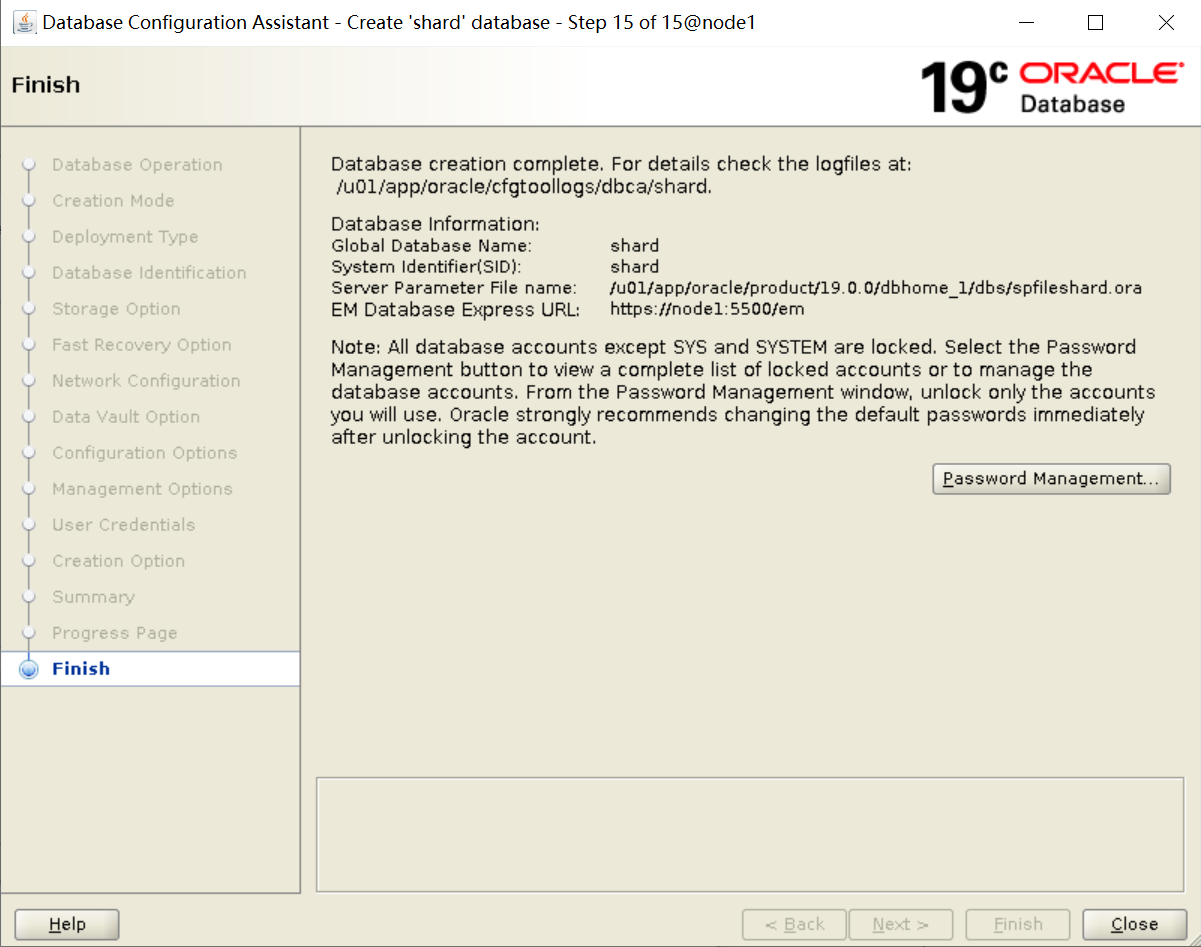 Database Configuration Assistant - Create 'shard' database - Step 15 of 15@node1
Finish
19c ORACLE
Database
Database Operation
Creation Mode
Deployment Type
Database Identification
Storage Option
Fast Recovery Option
Network Configuration
Data Vault Option
Configuration Options
Management Options
User Credentials
Creation Option
Summary
Progress Page
Finish
Database creation complete. For details check the logfiles at:
/u01/app/oracle/cfgtoollogs/dbca/shard.
Database Information:
Global Database Name: shard
System Identifier(SID): shard
Server Parameter File name: /u01/app/oracle/product/19.0.0/dbhome_1/dbs/spfileshard.ora
EM Database Express URL: https://node1:5500/em
Note: All database accounts except SYS and SYSTEM are locked. Select the Password
Management button to view a complete list of locked accounts or to manage the
database accounts. From the Password Management window, unlock only the accounts
you will use. Oracle strongly recommends changing the default passwords immediately
after unlocking the account.
Password Management...
Help
< Back
Next >
Finish
Close